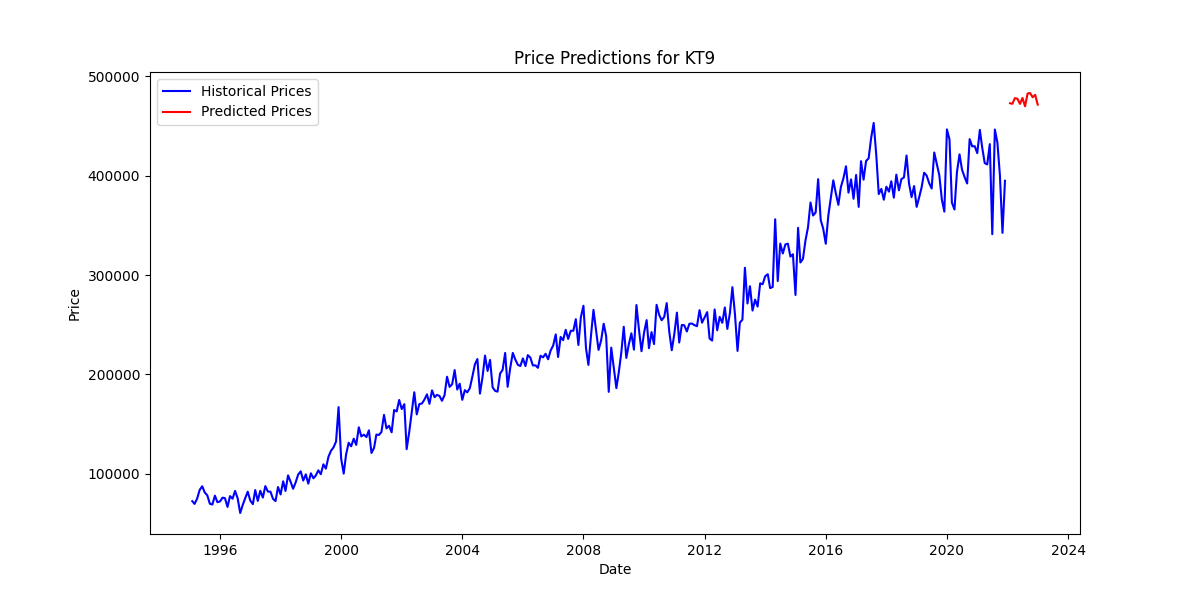 Price Predictions for KT9
500000
400000
300000
200000
100000
Price
Historical Prices
Predicted Prices
1996 2000 2004 2008 2012 2016 2020 2024
Date